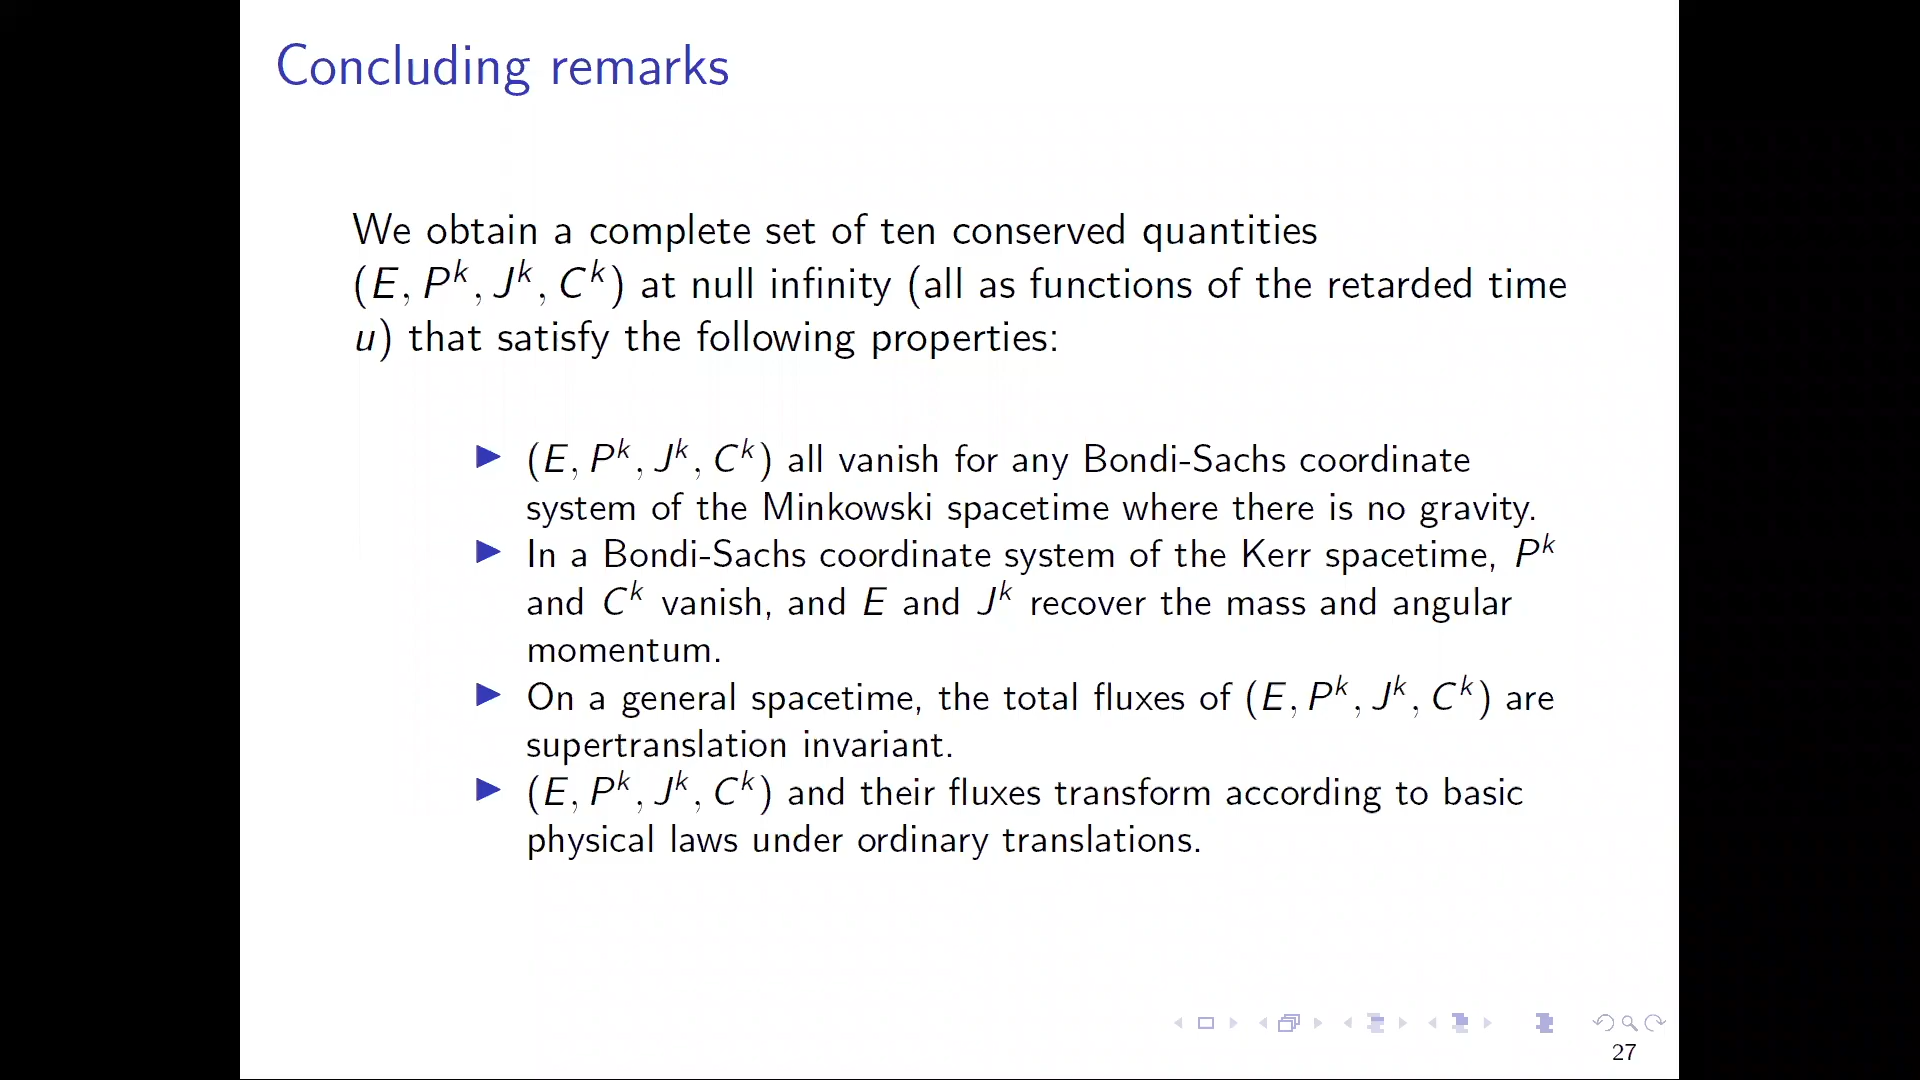 Concluding remarks
We obtain a complete set of ten conserved quantities
(E, P^k, J^k, C^k) at null infinity (all as functions of the retarded time
u) that satisfy the following properties:
▶ (E, P^k, J^k, C^k) all vanish for any Bondi-Sachs coordinate
system of the Minkowski spacetime where there is no gravity.
▶ In a Bondi-Sachs coordinate system of the Kerr spacetime, P^k
and C^k vanish, and E and J^k recover the mass and angular
momentum.
▶ On a general spacetime, the total fluxes of (E, P^k, J^k, C^k) are
supertranslation invariant.
▶ (E, P^k, J^k, C^k) and their fluxes transform according to basic
physical laws under ordinary translations.
27